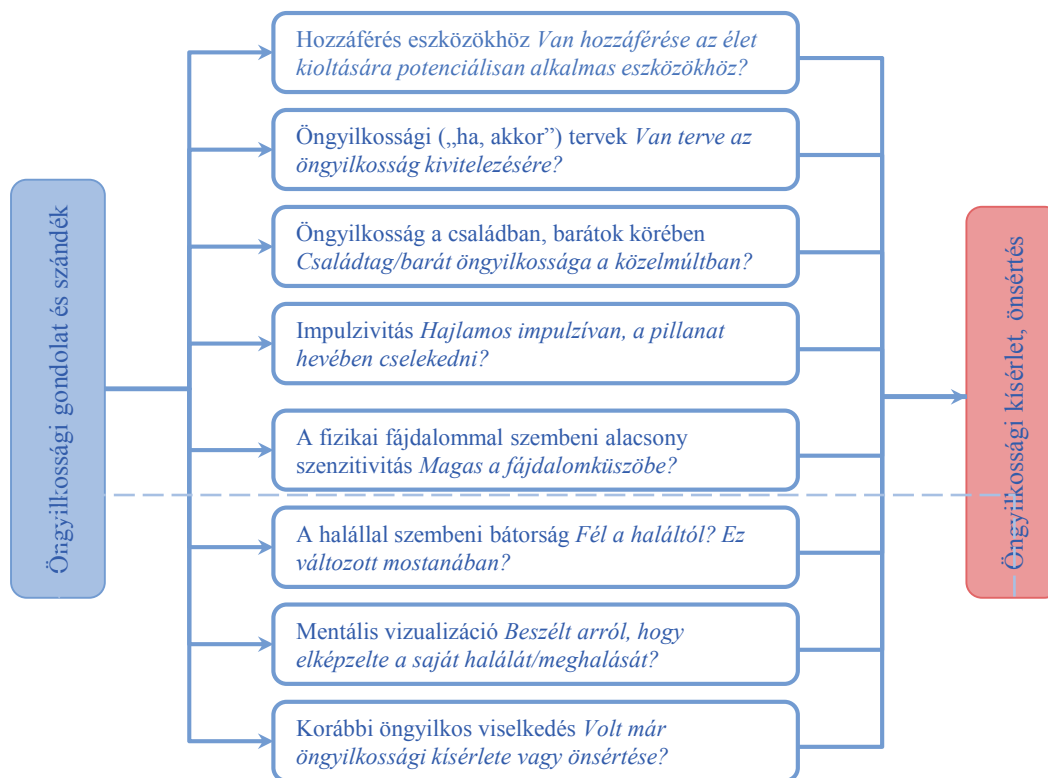 Öngyilkossági gondolat és szándék
Hozzáférés eszközökhöz Van hozzáférése az élet
kioltására potenciálisan alkalmas eszközökhöz?
Öngyilkossági („ha, akkor”) tervek Van terve az
öngyilkosság kivitelezésére?
Öngyilkosság a családban, barátok körében
Családtag/barát öngyilkossága a közelmúltban?
Impulzivitás Hajlamos impulzívan, a pillanat
hevében cselekedni?
A fizikai fájdalommal szembeni alacsony
szenzitivitás Magas a fájdalomküszöbe?
A halállal szembeni bátorság Fél a haláltól? Ez
változott mostanában?
Mentális vizualizáció Beszélt arról, hogy
elképzelte a saját halálát/meghalását?
Korábbi öngyilkos viselkedés Volt már
öngyilkossági kísérlete vagy önsértése?
Öngyilkossági kísérlet, önsértés